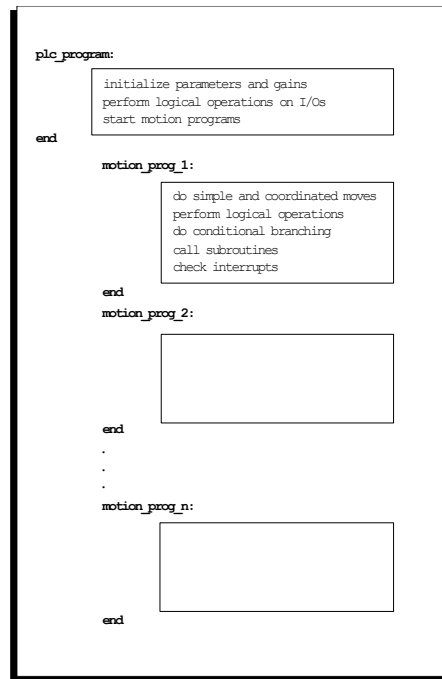 plc_program:
initialize parameters and gains
perform logical operations on I/Os
start motion programs
end
motion_prog_1:
do simple and coordinated moves
perform logical operations
do conditional branching
call subroutines
check interrupts
end
motion_prog_2:
end
.
.
.
motion_prog_n:
end